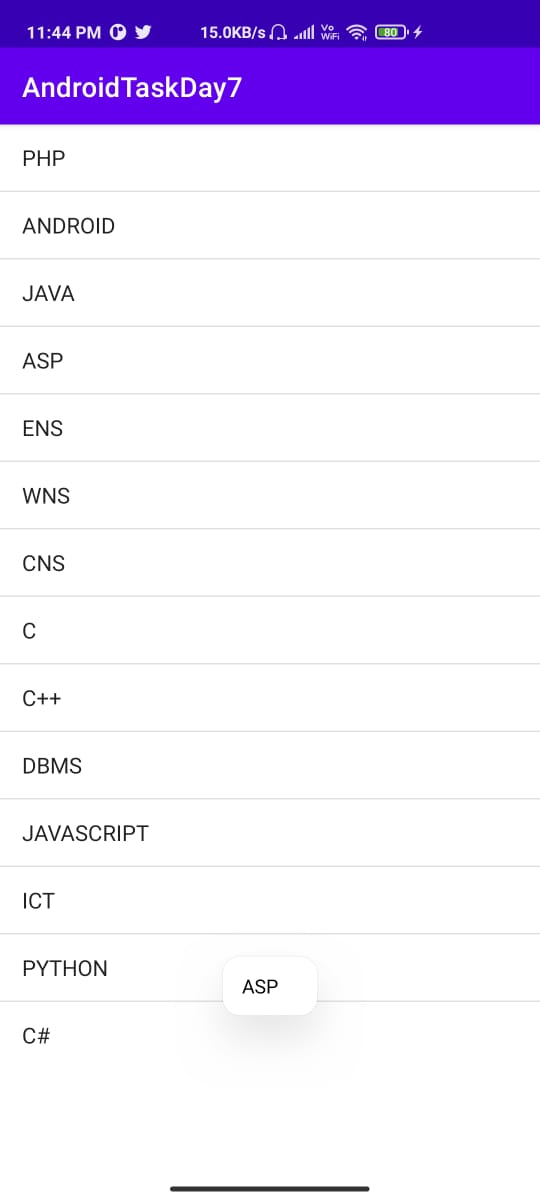 11:44 PM 15.0KB/s Vo WiFi 80
AndroidTaskDay7
PHP
ANDROID
JAVA
ASP
ENS
WNS
CNS
C
C++
DBMS
JAVASCRIPT
ICT
PYTHON
ASP
C#